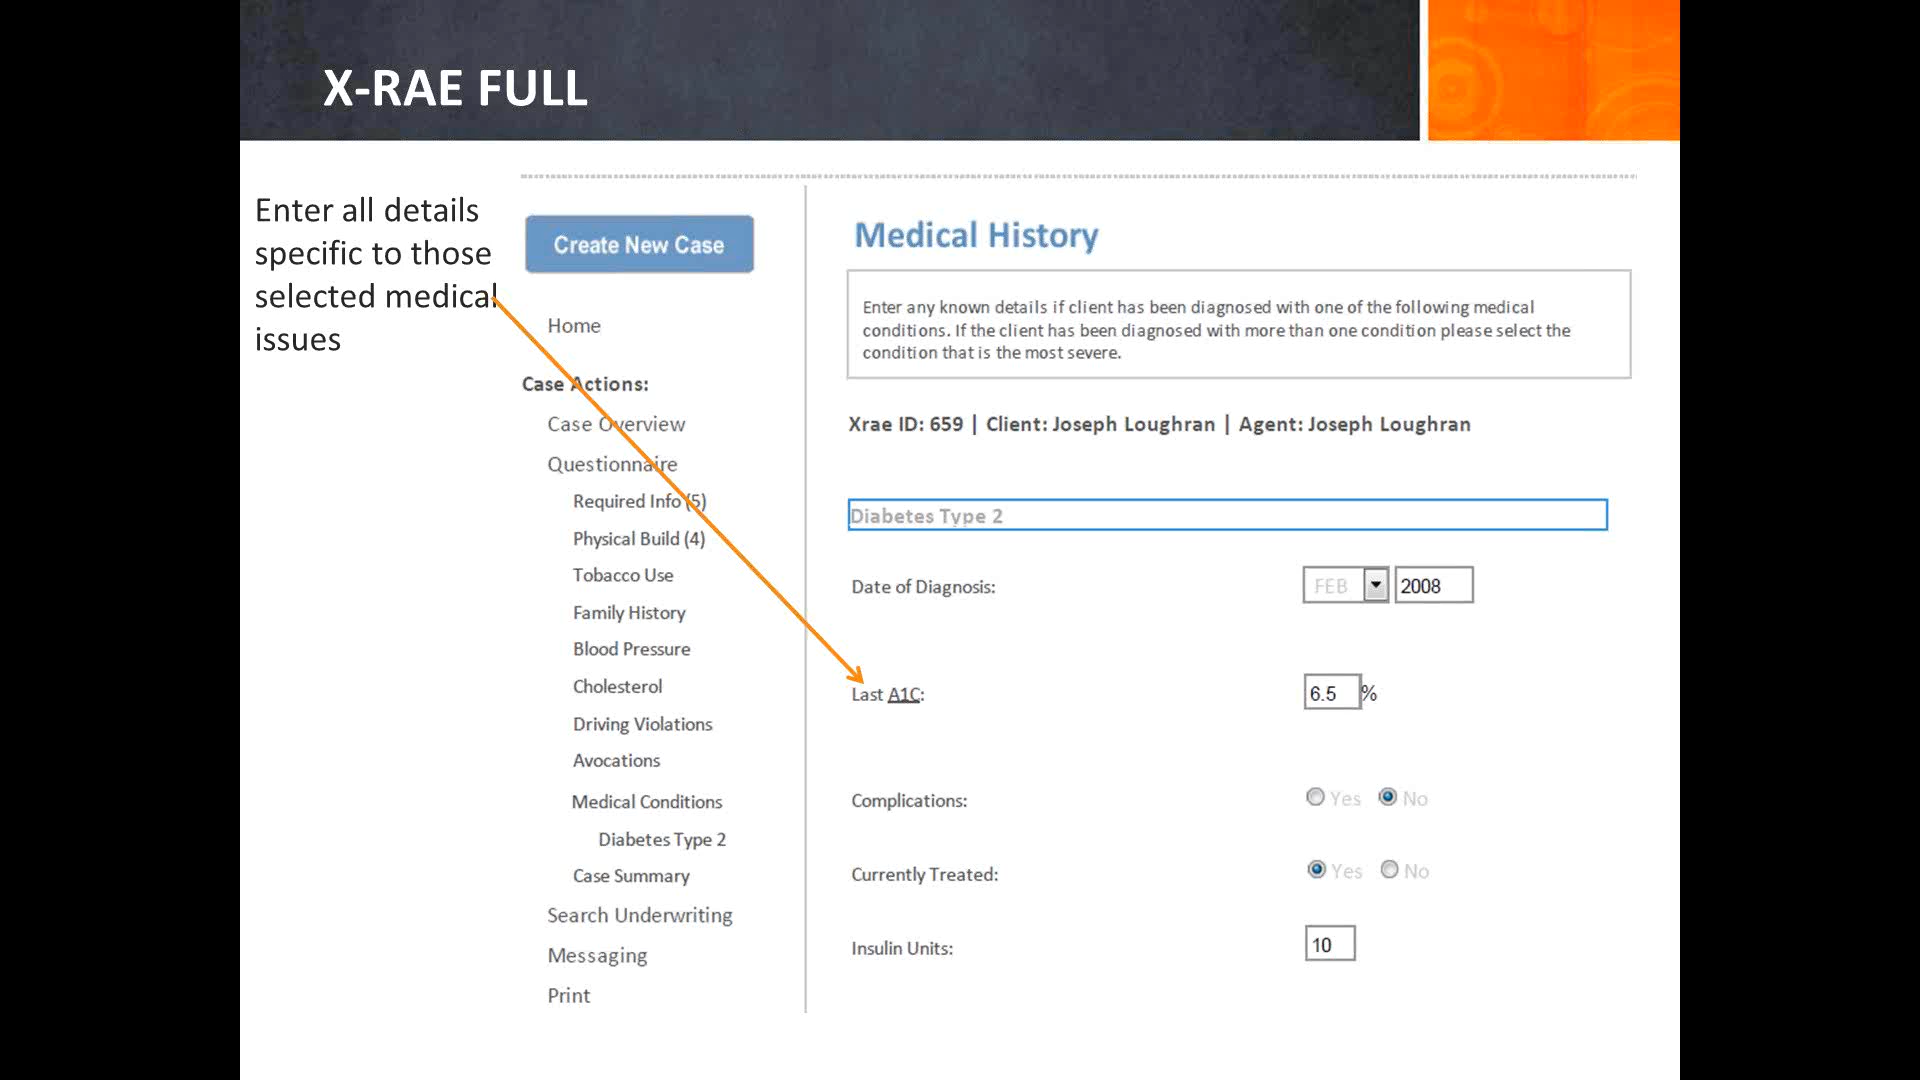 X-RAE FULL
Enter all details
specific to those
selected medical
issues
Create New Case
Home
Case Actions:
Case Overview
Questionnaire
Required Info (5)
Physical Build (4)
Tobacco Use
Family History
Blood Pressure
Cholesterol
Driving Violations
Avocations
Medical Conditions
Diabetes Type 2
Case Summary
Search Underwriting
Messaging
Print
Medical History
Enter any known details if client has been diagnosed with one of the following medical
conditions. If the client has been diagnosed with more than one condition please select the
condition that is the most severe.
Xrae ID: 659 | Client: Joseph Loughran | Agent: Joseph Loughran
Diabetes Type 2
Date of Diagnosis: FEB 2008
Last A1C: 6.5 %
Complications: Yes No
Currently Treated: Yes No
Insulin Units: 10